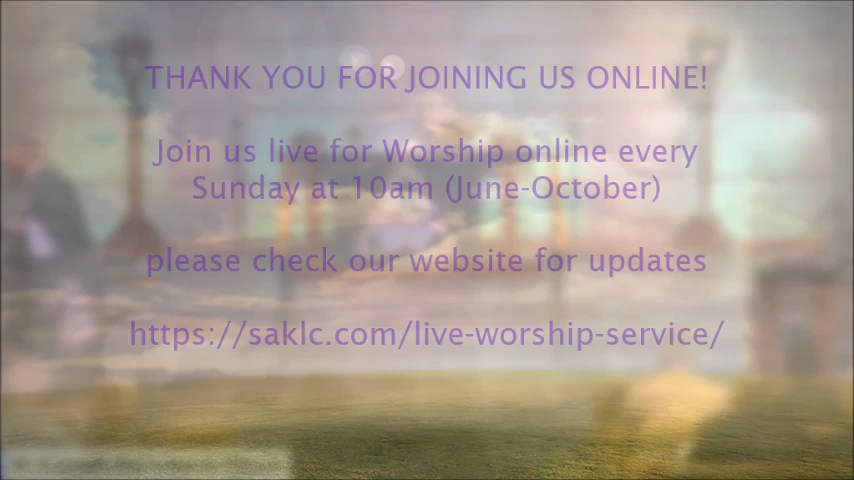 THANK YOU FOR JOINING US ONLINE!
Join us live for Worship online every
Sunday at 10am (June-October)
please check our website for updates
https://saklc.com/live-worship-service/